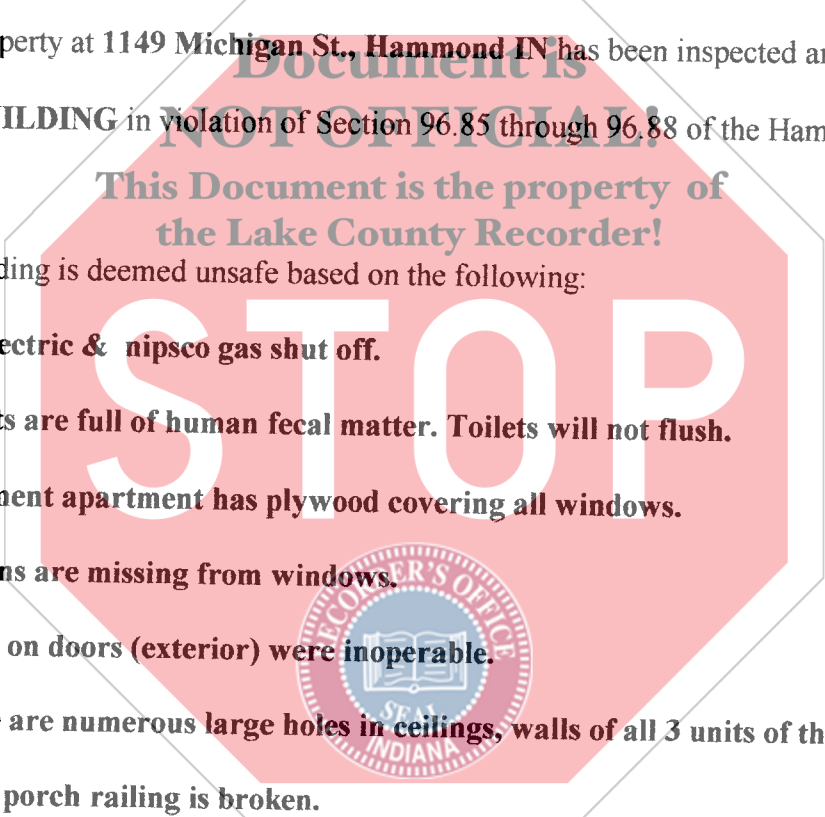 perty at 1149 Michigan St., Hammond IN has been inspected an
Document is
ILDING in violation of Section 96.85 through 96.88 of the Ham
NOT OFFICIAL!
This Document is the property of
the Lake County Recorder!
ding is deemed unsafe based on the following:
ectric & nipsco gas shut off.
ts are full of human fecal matter. Toilets will not flush.
ment apartment has plywood covering all windows.
ns are missing from windows.
on doors (exterior) were inoperable.
are numerous large holes in ceilings, walls of all 3 units of th
porch railing is broken.
STOP
RECORDER'S OFFICE
SEAL
INDIANA